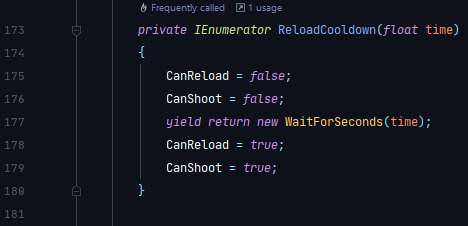 Frequently called 1 usage
173 private IEnumerator ReloadCooldown(float time)
174 {
175 CanReload = false;
176 CanShoot = false;
177 yield return new WaitForSeconds(time);
178 CanReload = true;
179 CanShoot = true;
180 }
181